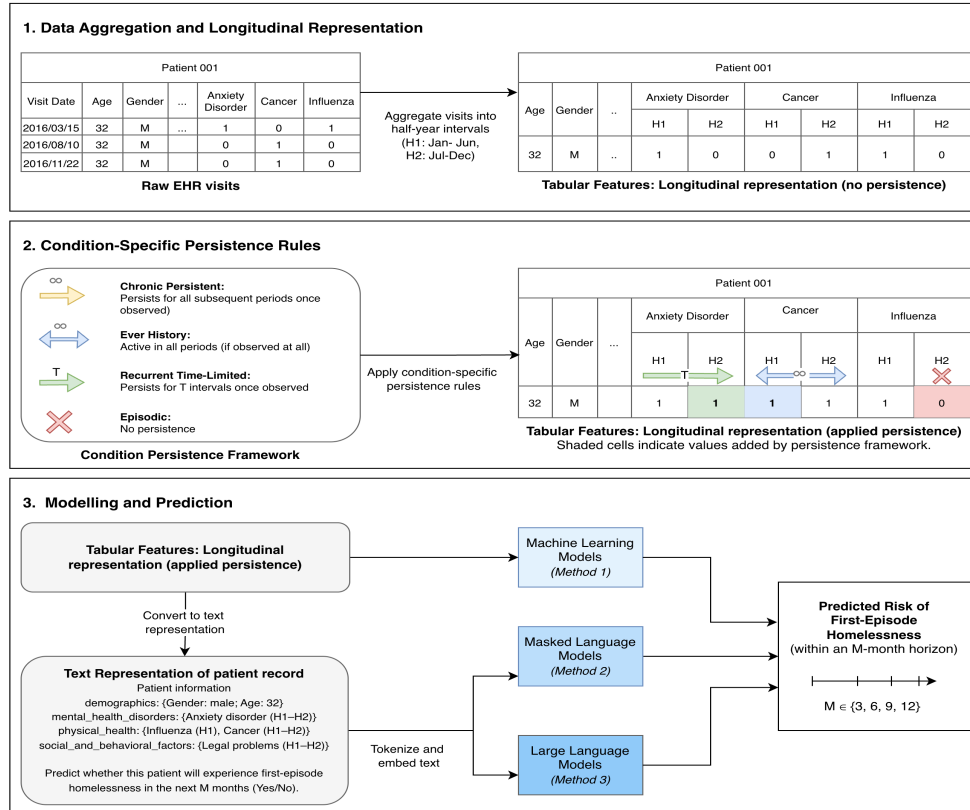 1. Data Aggregation and Longitudinal Representation
Patient 001
Visit Date Age Gender ... Anxiety Disorder Cancer Influenza
2016/03/15 32 M ... 1 0 1
2016/08/10 32 M 0 1 0
2016/11/22 32 M 0 1 0
Raw EHR visits
Aggregate visits into
half-year intervals
(H1: Jan- Jun,
H2: Jul-Dec)
Patient 001
Age Gender .. Anxiety Disorder Cancer Influenza
H1 H2 H1 H2 H1 H2
32 M .. 1 0 0 1 1 0
Tabular Features: Longitudinal representation (no persistence)
2. Condition-Specific Persistence Rules
∞
Chronic Persistent:
Persists for all subsequent periods once
observed)
∞
Ever History:
Active in all periods (if observed at all)
T
Recurrent Time-Limited:
Persists for T intervals once observed
Episodic:
No persistence
Condition Persistence Framework
Apply condition-specific
persistence rules
Patient 001
Age Gender ... Anxiety Disorder Cancer Influenza
H1 H2 H1 H2 H1 H2
T ∞
32 M 1 1 1 1 1 0
Tabular Features: Longitudinal representation (applied persistence)
Shaded cells indicate values added by persistence framework.
3. Modelling and Prediction
Tabular Features: Longitudinal
representation (applied persistence)
Convert to text
representation
Text Representation of patient record
Patient information
demographics: {Gender: male; Age: 32}
mental_health_disorders: {Anxiety disorder (H1–H2)}
physical_health: {Influenza (H1), Cancer (H1–H2)}
social_and_behavioral_factors: {Legal problems (H1–H2)}
Predict whether this patient will experience first-episode
homelessness in the next M months (Yes/No).
Tokenize and
embed text
Machine Learning
Models
(Method 1)
Masked Language
Models
(Method 2)
Large Language
Models
(Method 3)
Predicted Risk of
First-Episode
Homelessness
(within an M-month horizon)
M ∈ {3, 6, 9, 12}